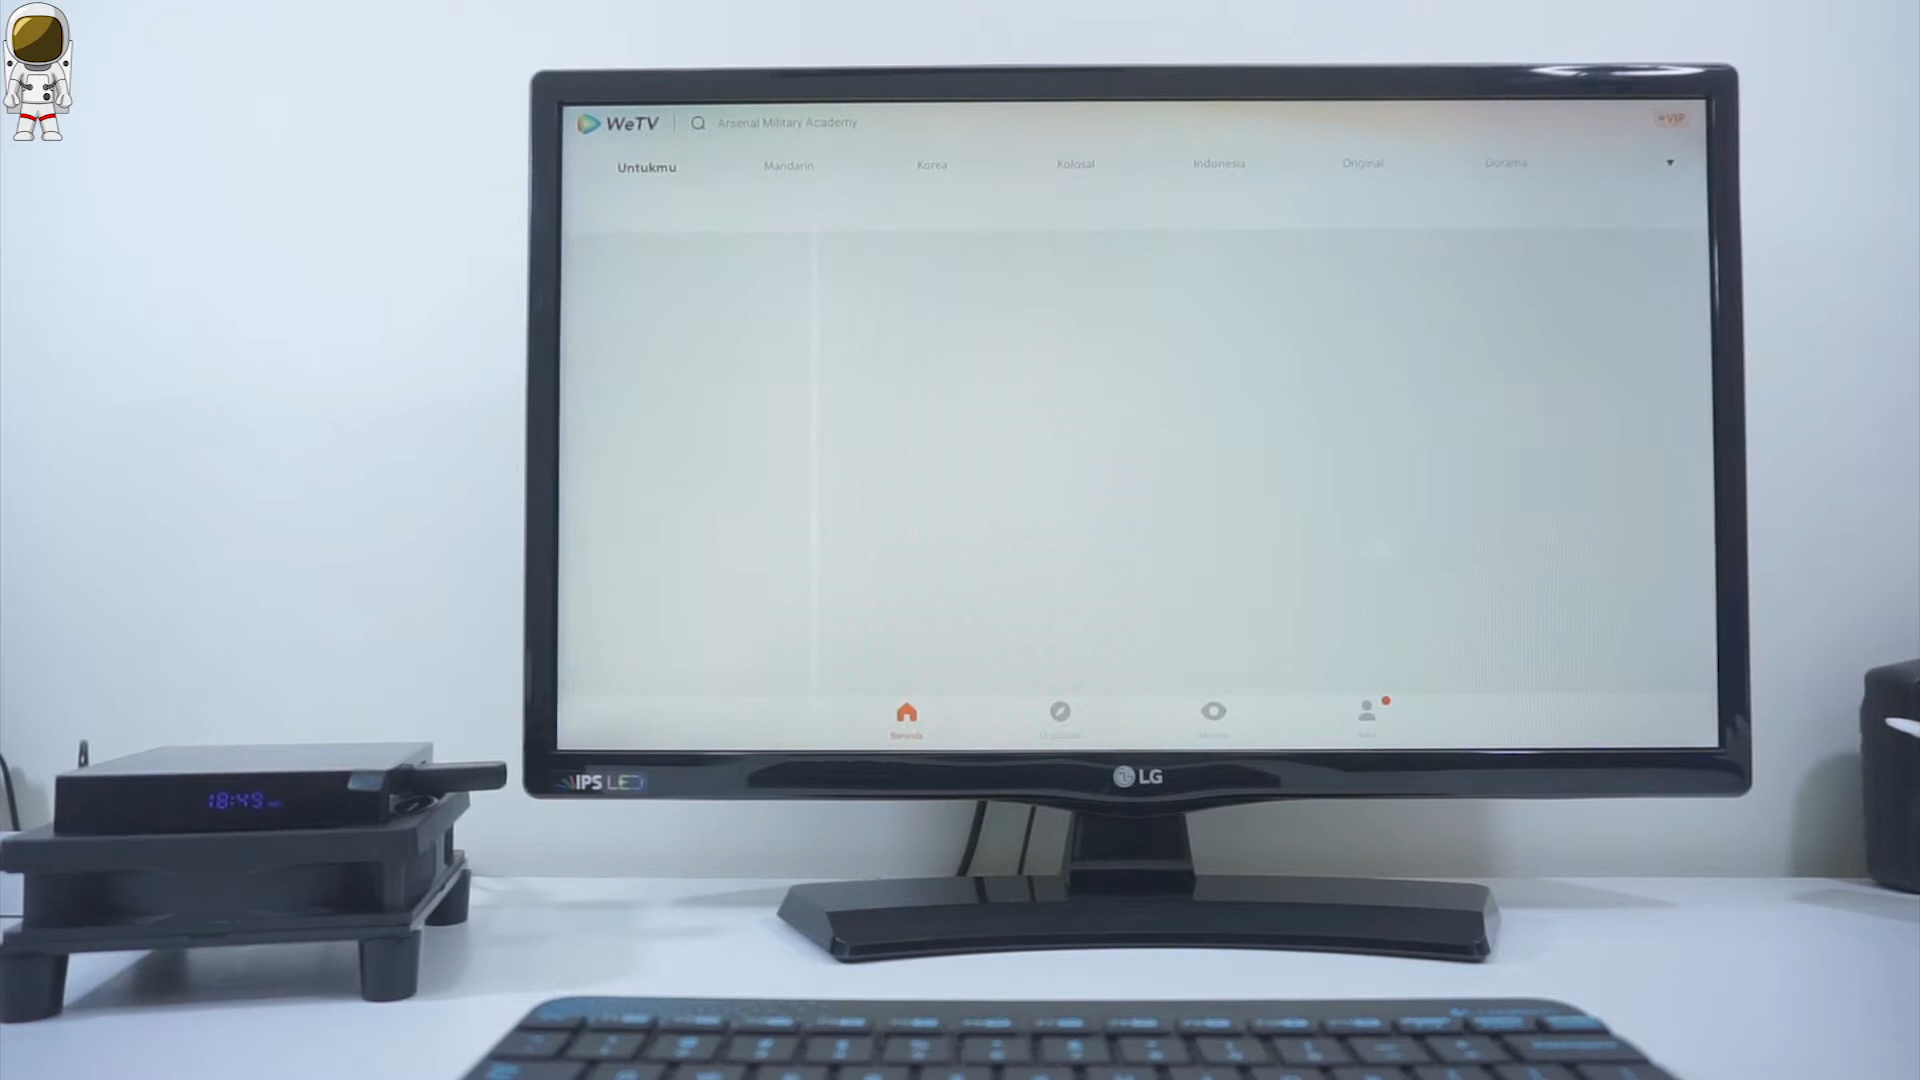 WeTV
Arsenal Military Academy
VIP
Untukmu
Mandarin
Korea
Kolosal
Indonesia
Original
Dorama
Beranda
18:49
IPS LED
LG